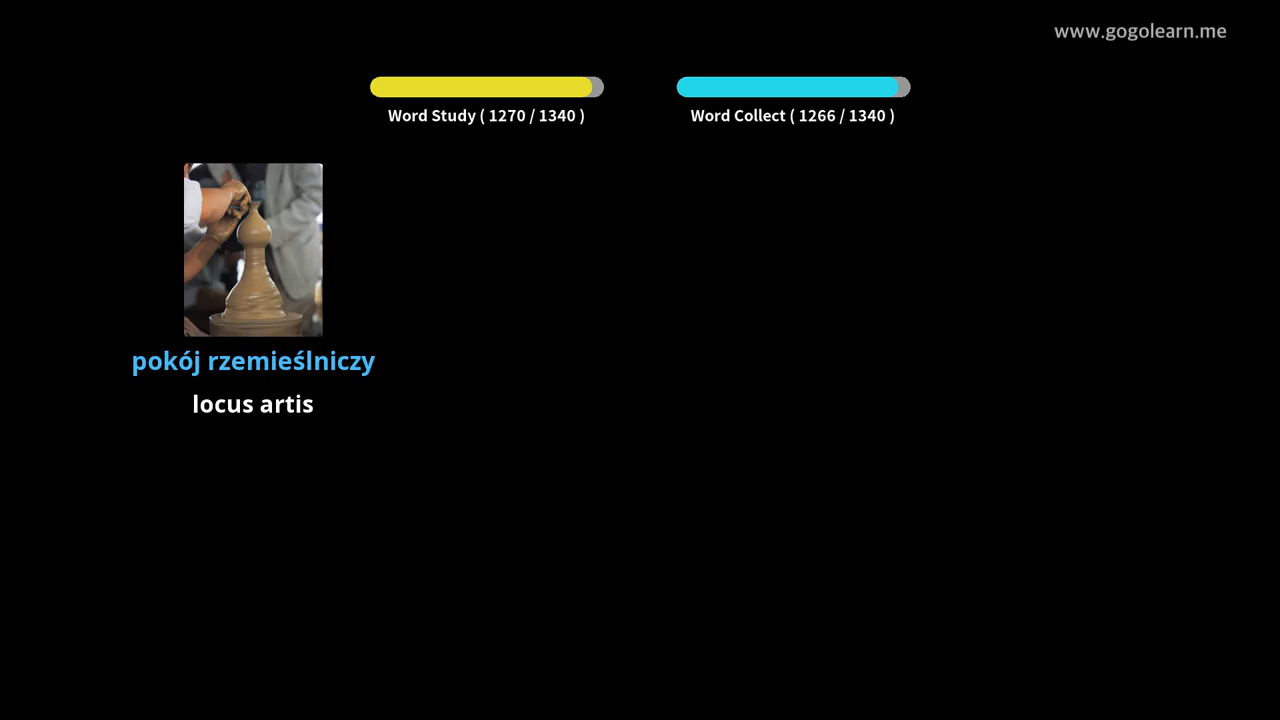 www.gogolearn.me
Word Study ( 1270 / 1340 )
Word Collect ( 1266 / 1340 )
pokój rzemieślniczy
locus artis